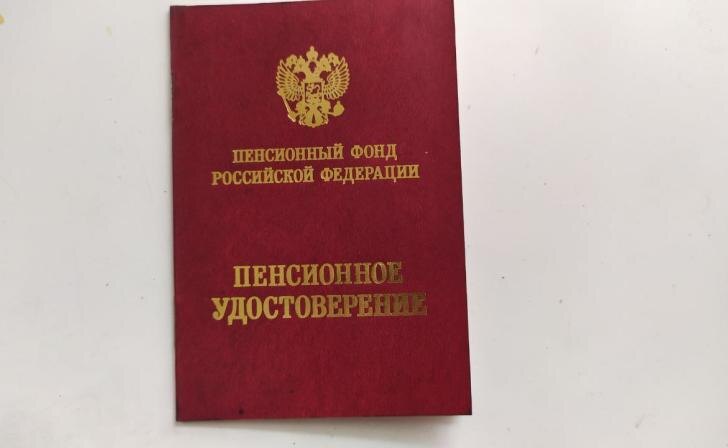 ПЕНСИОННЫЙ ФОНД
РОССИЙСКОЙ ФЕДЕРАЦИИ
ПЕНСИОННОЕ
УДОСТОВЕРЕНИЕ